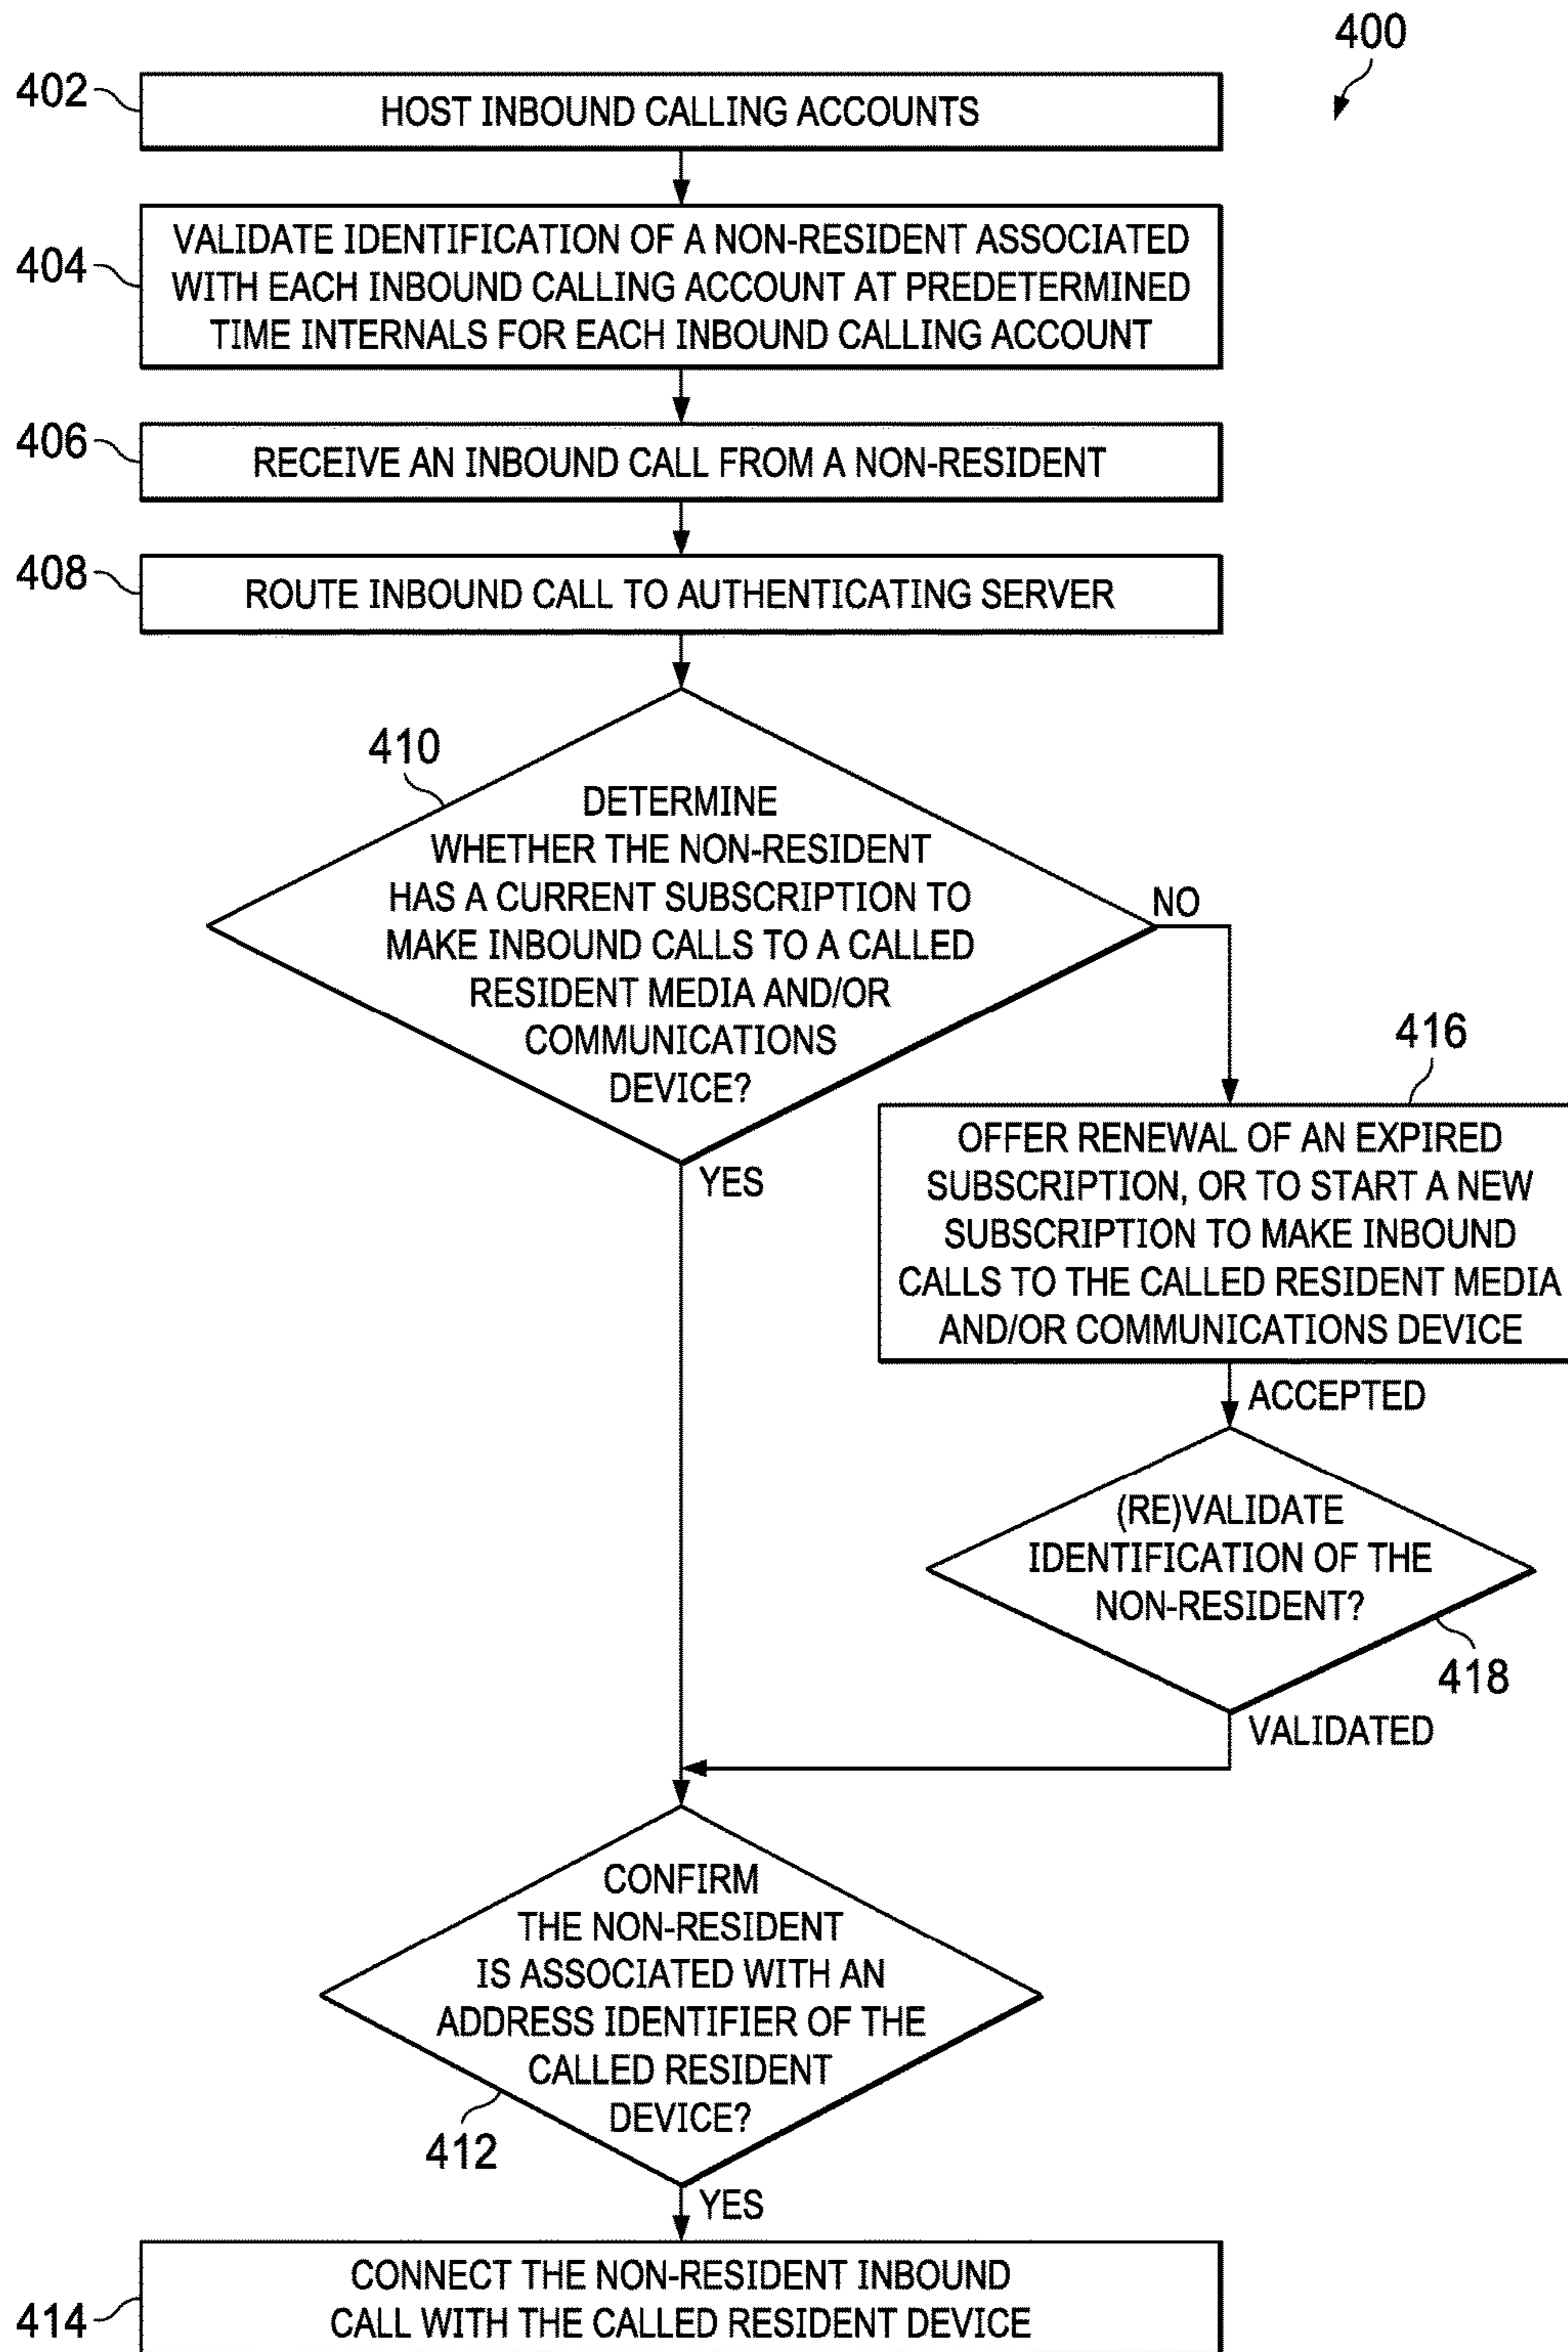 400
402
HOST INBOUND CALLING ACCOUNTS
404
VALIDATE IDENTIFICATION OF A NON-RESIDENT ASSOCIATED
WITH EACH INBOUND CALLING ACCOUNT AT PREDETERMINED
TIME INTERNALS FOR EACH INBOUND CALLING ACCOUNT
406
RECEIVE AN INBOUND CALL FROM A NON-RESIDENT
408
ROUTE INBOUND CALL TO AUTHENTICATING SERVER
410
DETERMINE
WHETHER THE NON-RESIDENT
HAS A CURRENT SUBSCRIPTION TO
MAKE INBOUND CALLS TO A CALLED
RESIDENT MEDIA AND/OR
COMMUNICATIONS
DEVICE?
NO
YES
416
OFFER RENEWAL OF AN EXPIRED
SUBSCRIPTION, OR TO START A NEW
SUBSCRIPTION TO MAKE INBOUND
CALLS TO THE CALLED RESIDENT MEDIA
AND/OR COMMUNICATIONS DEVICE
ACCEPTED
(RE)VALIDATE
IDENTIFICATION OF THE
NON-RESIDENT?
418
VALIDATED
CONFIRM
THE NON-RESIDENT
IS ASSOCIATED WITH AN
ADDRESS IDENTIFIER OF THE
CALLED RESIDENT
DEVICE?
412
YES
414
CONNECT THE NON-RESIDENT INBOUND
CALL WITH THE CALLED RESIDENT DEVICE